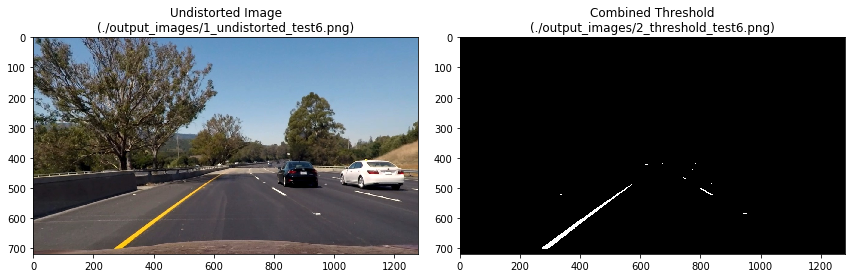 Undistorted Image
(./output_images/1_undistorted_test6.png)
0
100
200
300
400
500
600
700
0 200 400 600 800 1000 1200
Combined Threshold
(./output_images/2_threshold_test6.png)
0
100
200
300
400
500
600
700
0 200 400 600 800 1000 1200